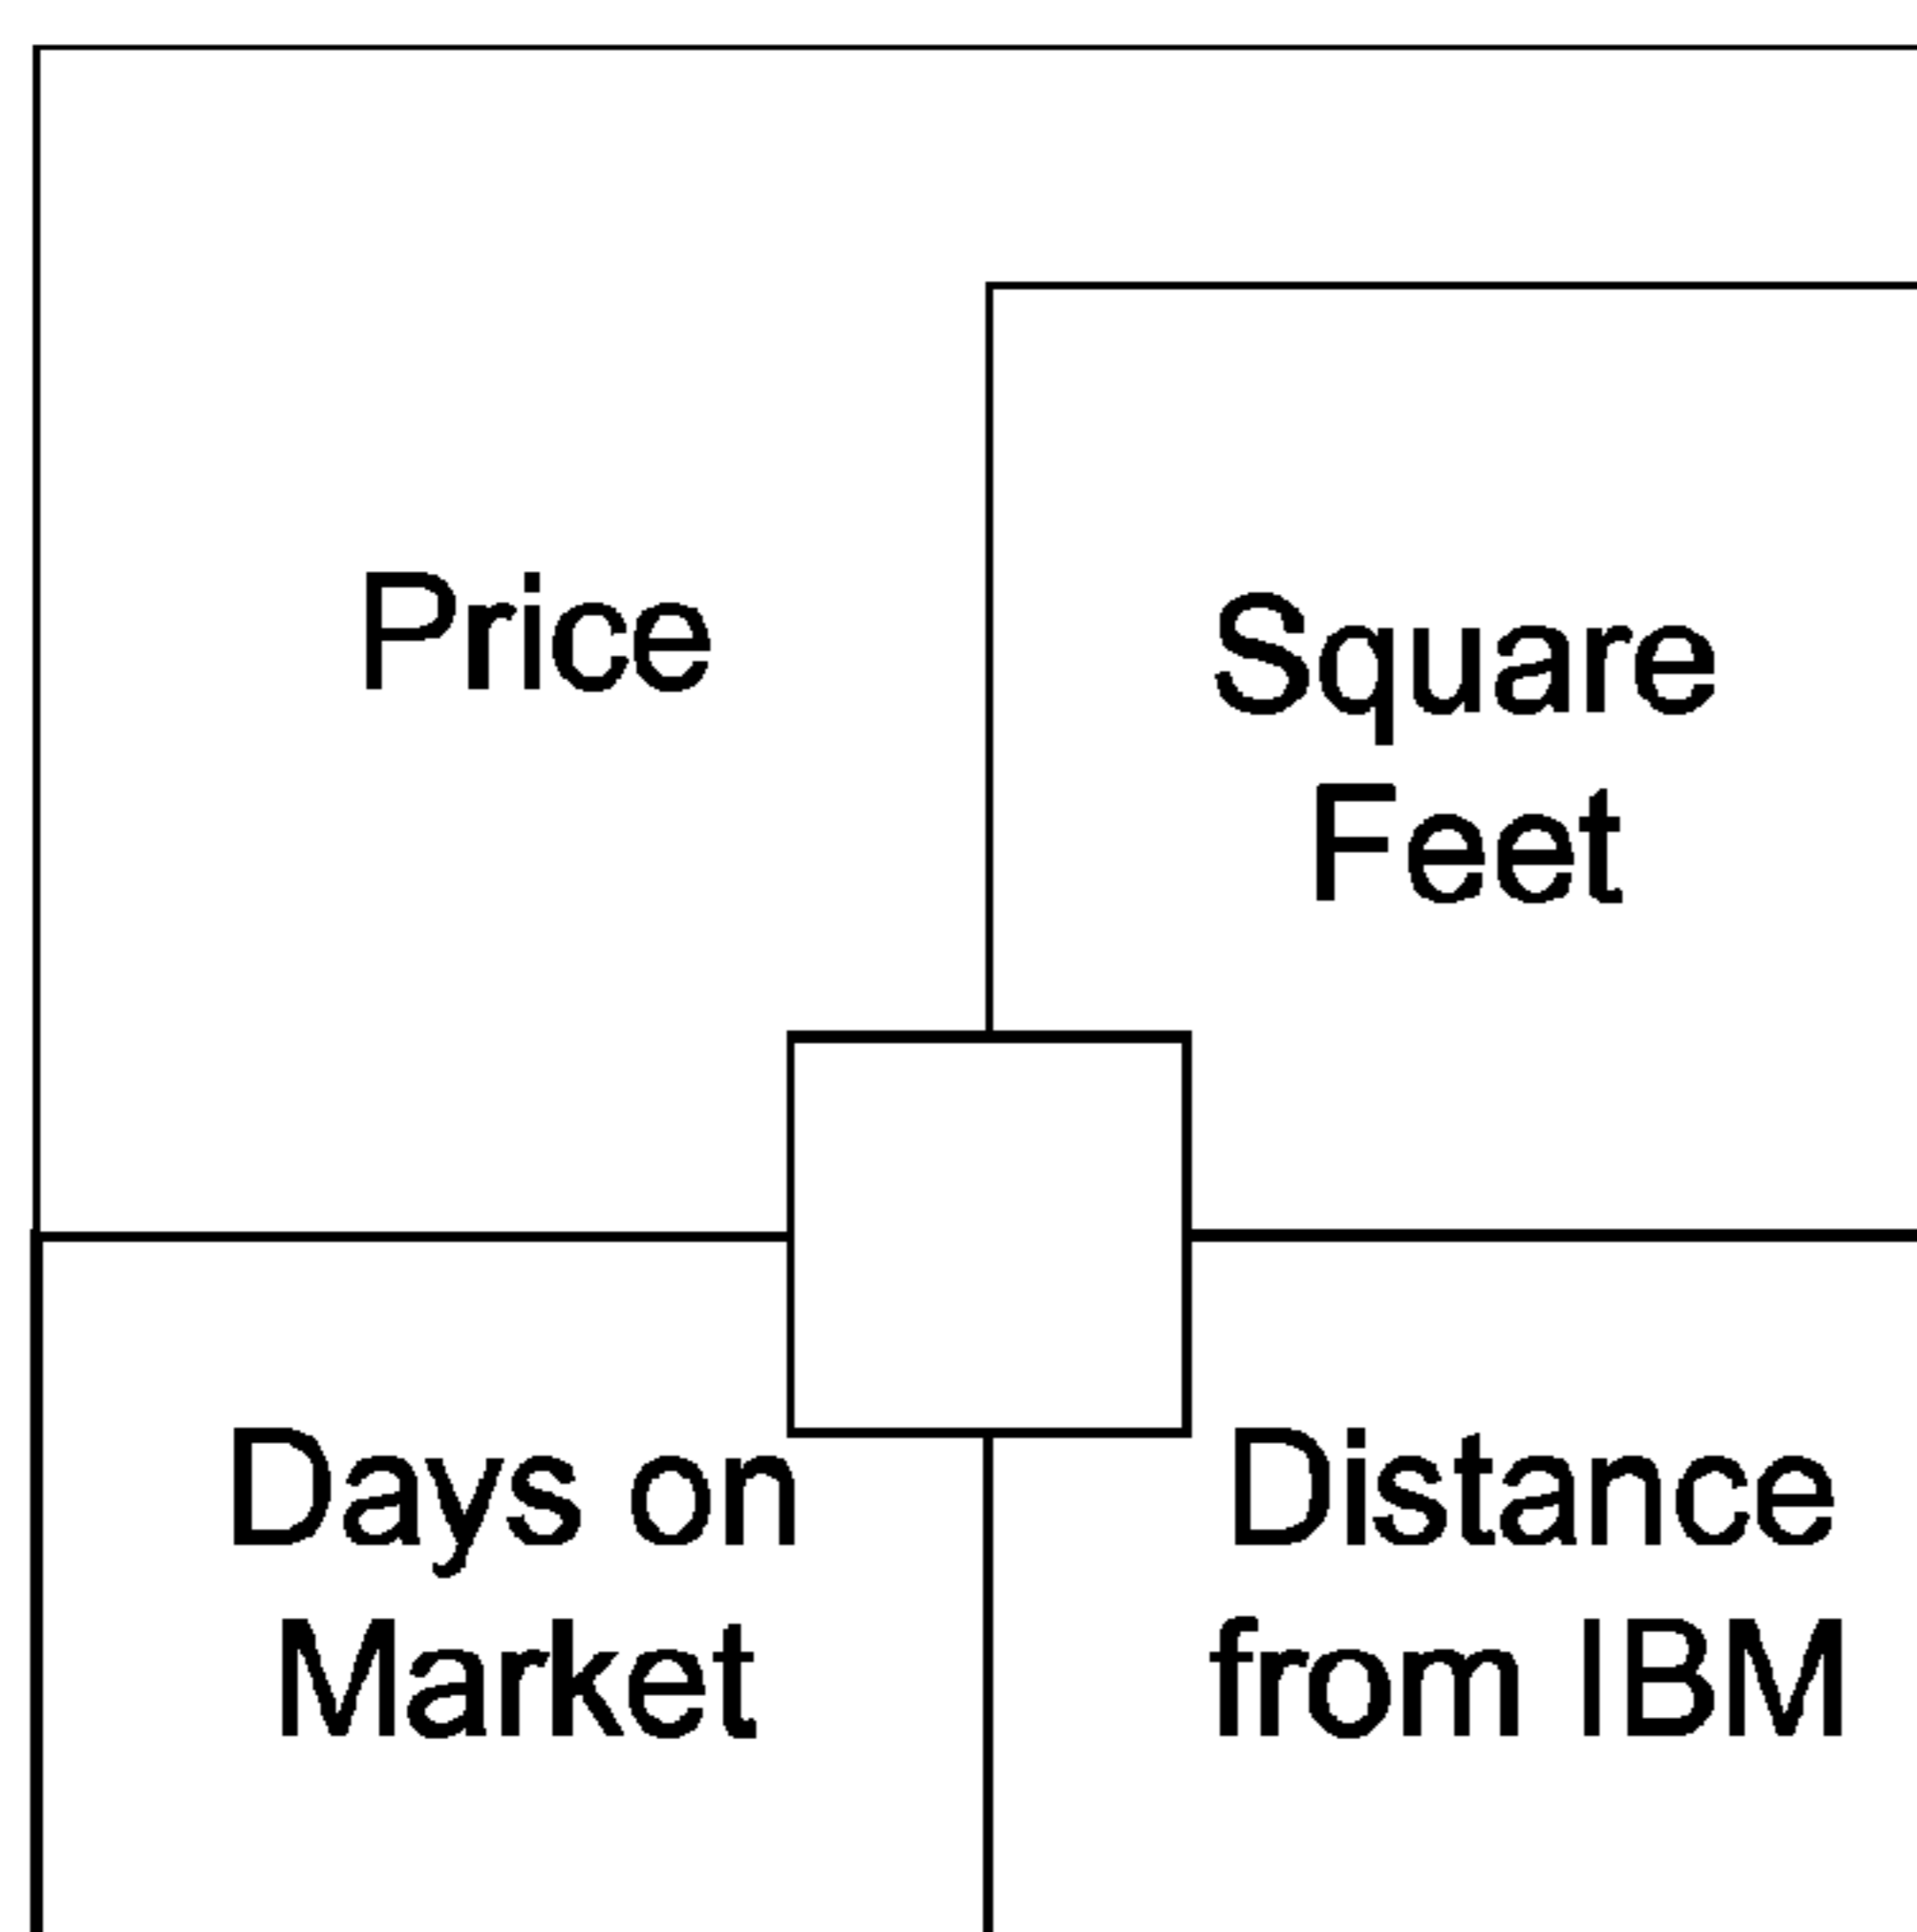 Price
Square
Feet
Days on
Market
Distance
from IBM